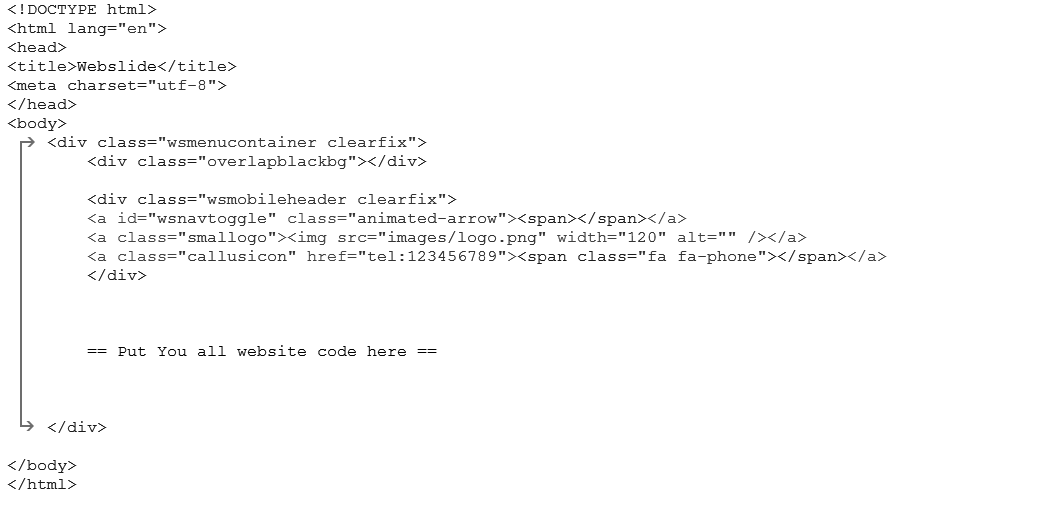 <!DOCTYPE html>
<html lang="en">
<head>
<title>Webslide</title>
<meta charset="utf-8">
</head>
<body>
<div class="wsmenucontainer clearfix">
<div class="overlapblackbg"></div>
<div class="wsmobileheader clearfix">
<a id="wsnavtoggle" class="animated-arrow"><span></span></a>
<a class="smallogo"><img src="images/logo.png" width="120" alt="" /></a>
<a class="callusicon" href="tel:123456789"><span class="fa fa-phone"></span></a>
</div>
== Put You all website code here ==
</div>
</body>
</html>